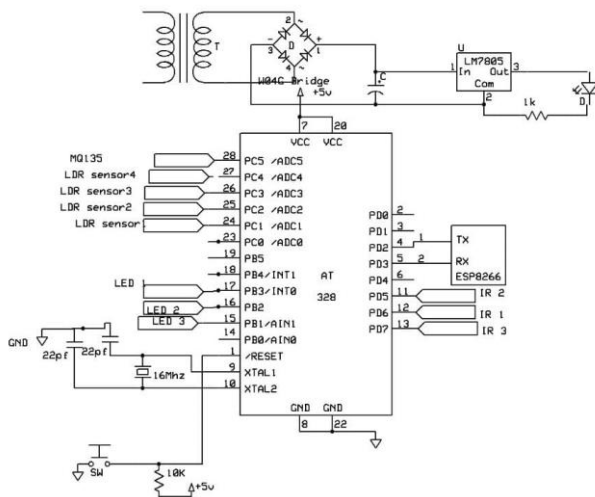 T
2 ~
- +
3 D 1
4 ~
W04G Bridge
+5v
C
U
LM7805
1 In Out 3
Com
2
1k
D
7 20
VCC VCC
MQ135 28 PC5 /ADC5
LDR sensor4 27 PC4 /ADC4
LDR sensor3 26 PC3 /ADC3
LDR sensor2 25 PC2 /ADC2
LDR sensor 24 PC1 /ADC1
23 PC0 /ADC0
19 PB5
18 PB4/INT1
LED 1 17 PB3/INT0
LED 2 16 PB2
LED 3 15 PB1/AIN1
14 PB0/AIN0
1 /RESET
9 XTAL1
10 XTAL2
AT
328
PD0 2
PD1 3
PD2 4 1 Tx
PD3 5 2 Rx
ESP8266
PD4 6
PD5 11 IR 2
PD6 12 IR 1
PD7 13 IR 3
GND
22pf 22pf
16Mhz
GND GND
8 22
SW
10K
+5v